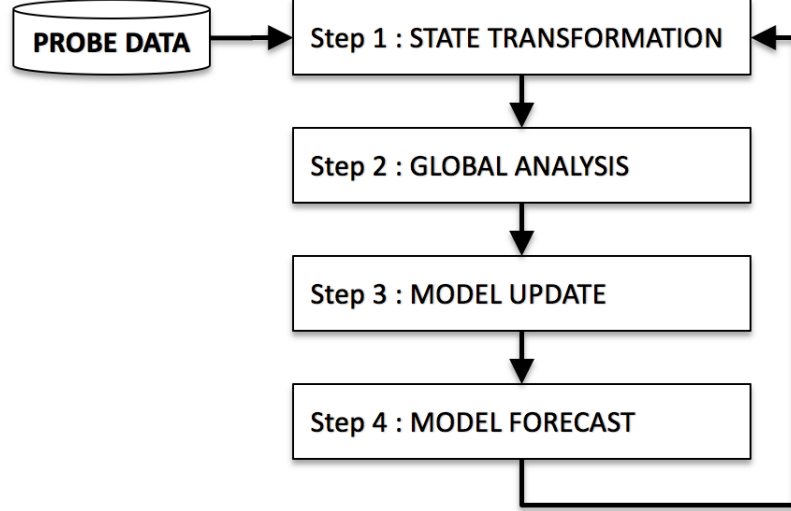 PROBE DATA
Step 1 : STATE TRANSFORMATION
Step 2 : GLOBAL ANALYSIS
Step 3 : MODEL UPDATE
Step 4 : MODEL FORECAST